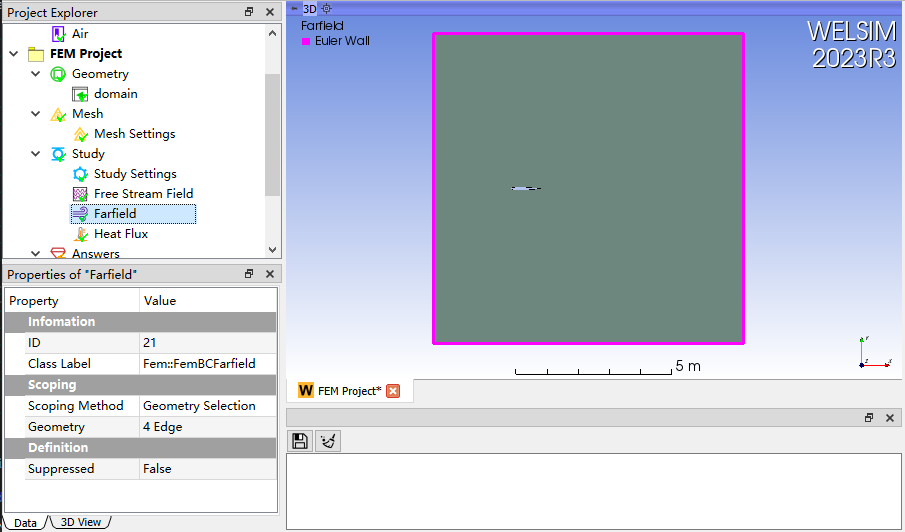 Project Explorer
Air
FEM Project
Geometry
domain
Mesh
Mesh Settings
Study
Study Settings
Free Stream Field
Farfield
Heat Flux
Answers
Properties of "Farfield"
Property Value
Infomation
ID 21
Class Label Fem::FemBCFarfield
Scoping
Scoping Method Geometry Selection
Geometry 4 Edge
Definition
Suppressed False
Data 3D View
3D
Farfield
Euler Wall
WELSIM
2023R3
5 m
Y
Z X
W FEM Project*